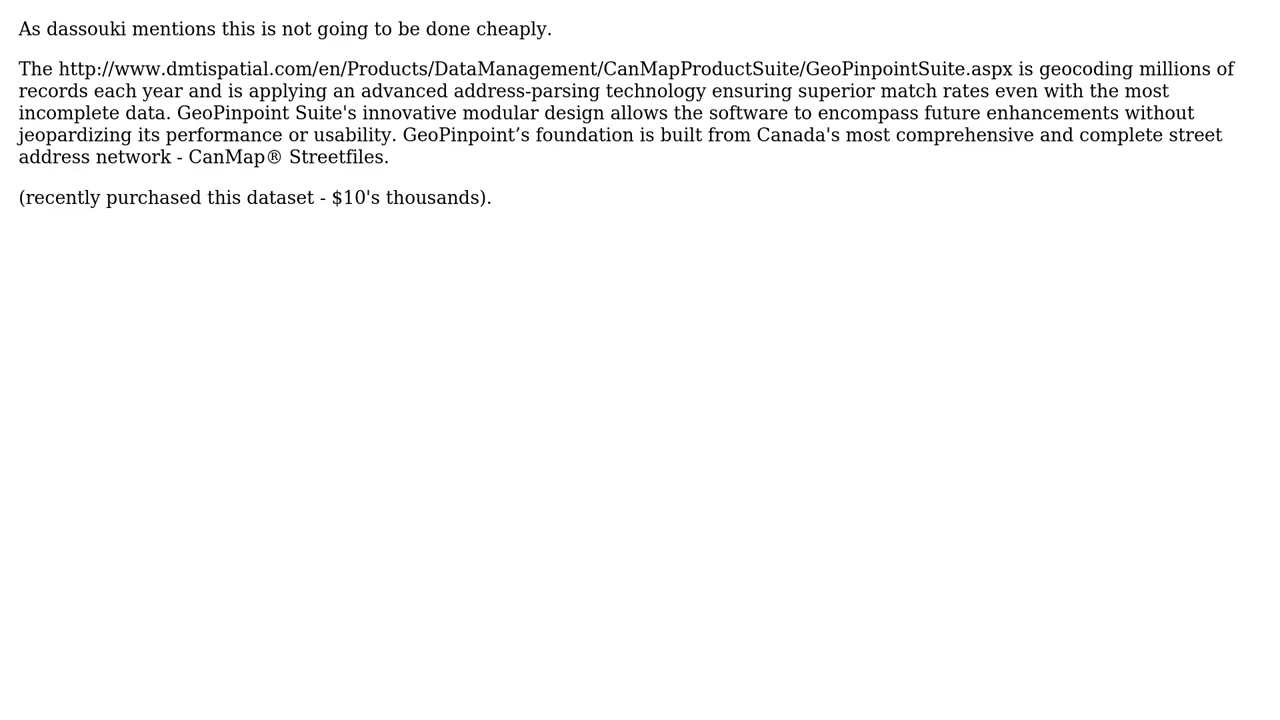 As dassouki mentions this is not going to be done cheaply.
The http://www.dmtispatial.com/en/Products/DataManagement/CanMapProductSuite/GeoPinpointSuite.aspx is geocoding millions of
records each year and is applying an advanced address-parsing technology ensuring superior match rates even with the most
incomplete data. GeoPinpoint Suite's innovative modular design allows the software to encompass future enhancements without
jeopardizing its performance or usability. GeoPinpoint’s foundation is built from Canada's most comprehensive and complete street
address network - CanMap® Streetfiles.
(recently purchased this dataset - $10's thousands).